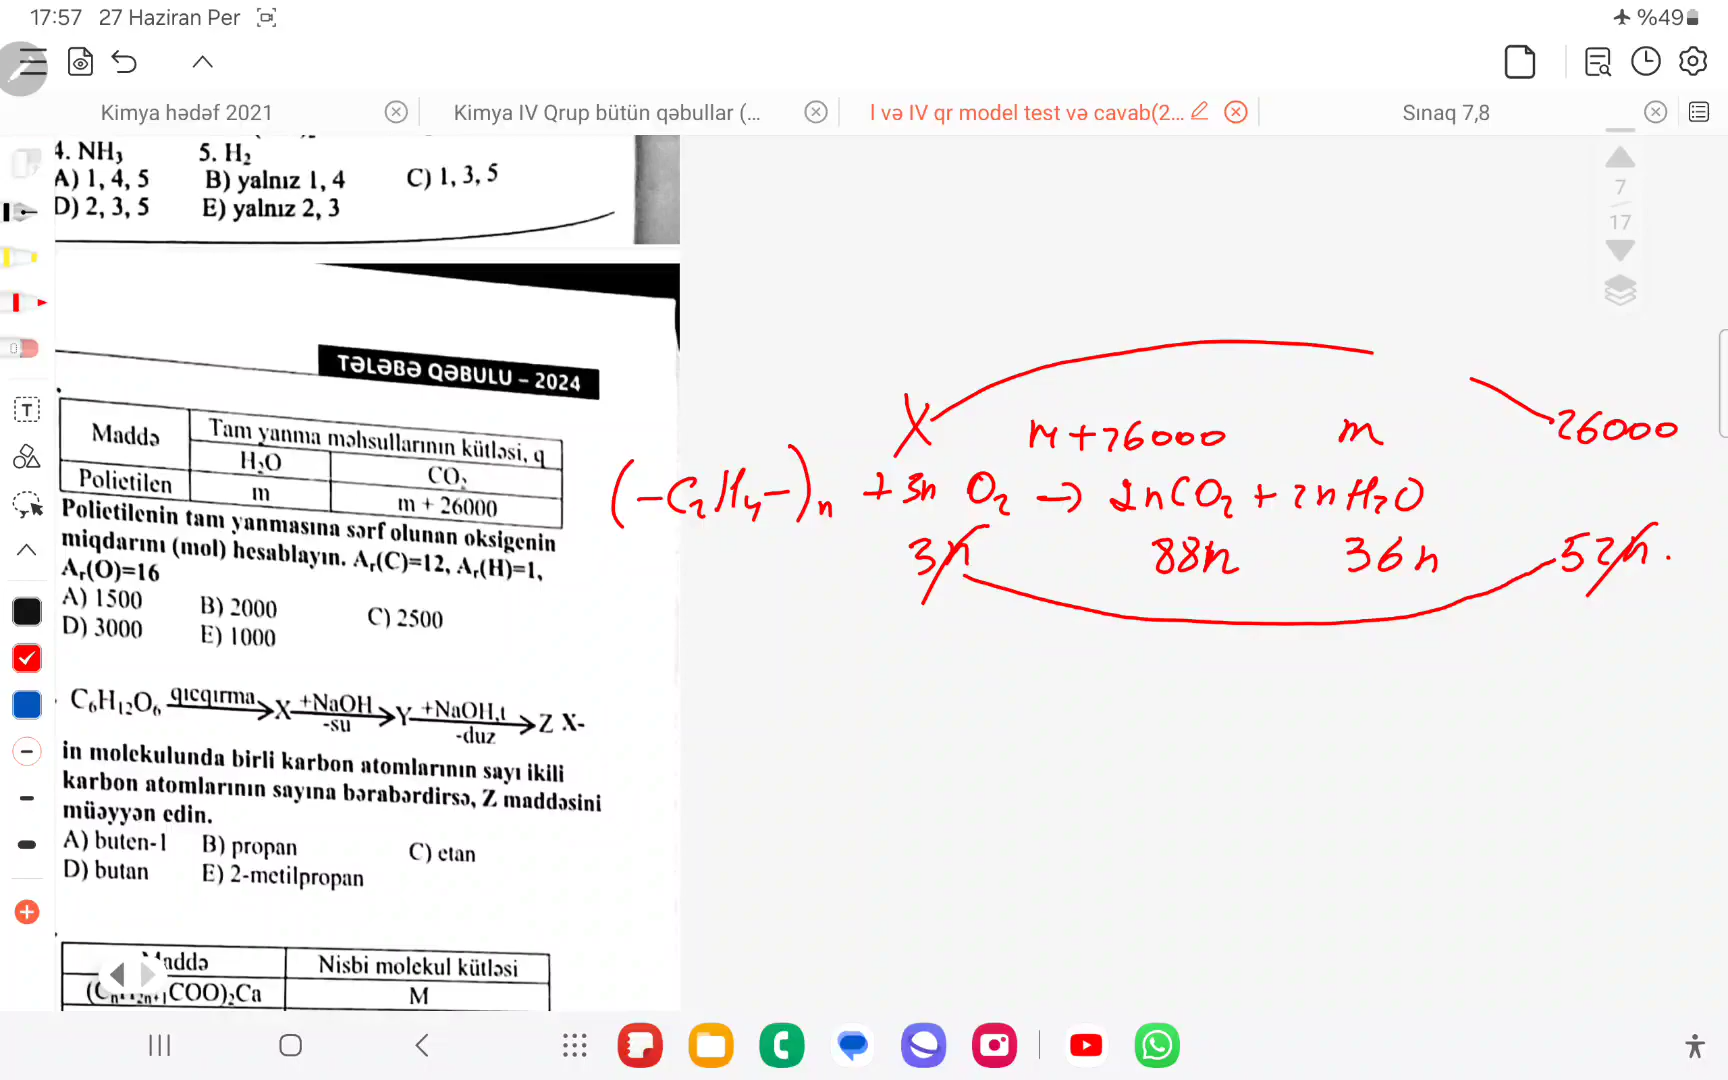 17:57 27 Haziran Per
%49
Kimya hədəf 2021
Kimya IV Qrup bütün qəbullar (...
I və IV qr model test və cavab(2...
Sınaq 7,8
7
17
4. NH₃ 5. H₂
A) 1, 4, 5 B) yalnız 1, 4 C) 1, 3, 5
D) 2, 3, 5 E) yalnız 2, 3
TƏLƏBƏ QƏBULU – 2024
Maddə Tam yanma məhsullarının kütləsi, q
H₂O CO₂
Polietilen m m + 26000
Polietilenin tam yanmasına sərf olunan oksigenin
miqdarını (mol) hesablayın. Aᵣ(C)=12, Aᵣ(H)=1,
Aᵣ(O)=16
A) 1500 B) 2000 C) 2500
D) 3000 E) 1000
X m+26000 m 26000
(-C₂H₄-)n + 3n O₂ → 2nCO₂ + 2nH₂O
3n 88n 36n 52n.
C₆H₁₂O₆ qıcqırma→ X +NaOH→ -su Y +NaOH,t→ -duz Z X-
in molekulunda birli karbon atomlarının sayı ikili
karbon atomlarının sayına bərabərdirsə, Z maddəsini
müəyyən edin.
A) buten-1 B) propan C) etan
D) butan E) 2-metilpropan
Maddə Nisbi molekul kütləsi
(CnH2n+1COO)₂Ca M